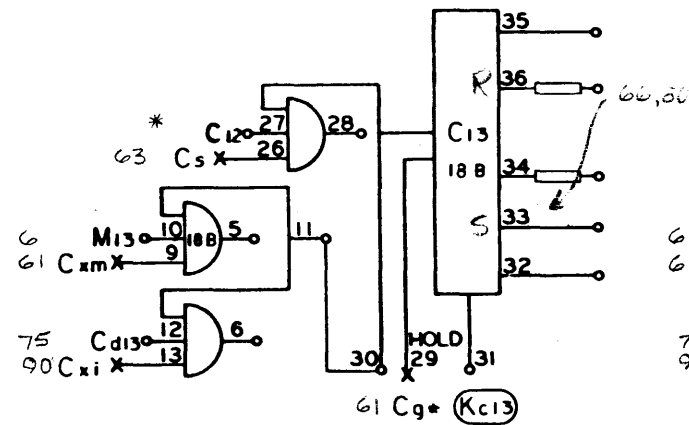 35
36
R
66,80
*
C12 27 28
63 Cs 26
C13
18 B
34
33
S
32
6 M13 10 18B 5 11
61 Cxm 9
6
6
75 Cd13 12 6
90 Cxi 13
30
HOLD
29
31
61 Cg* Kc13